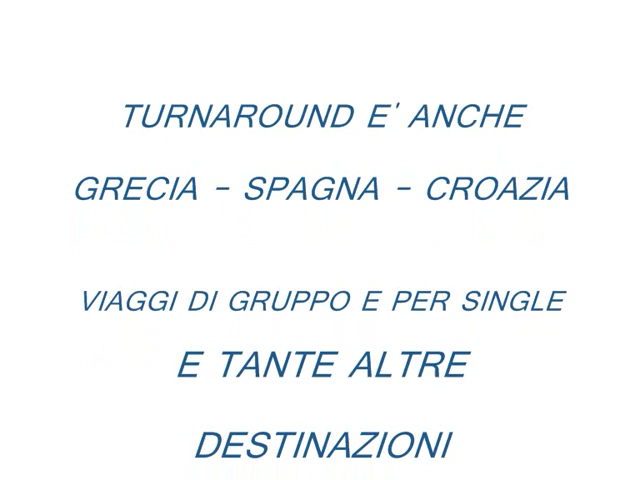 TURNAROUND E' ANCHE
GRECIA - SPAGNA - CROAZIA
VIAGGI DI GRUPPO E PER SINGLE
E TANTE ALTRE
DESTINAZIONI